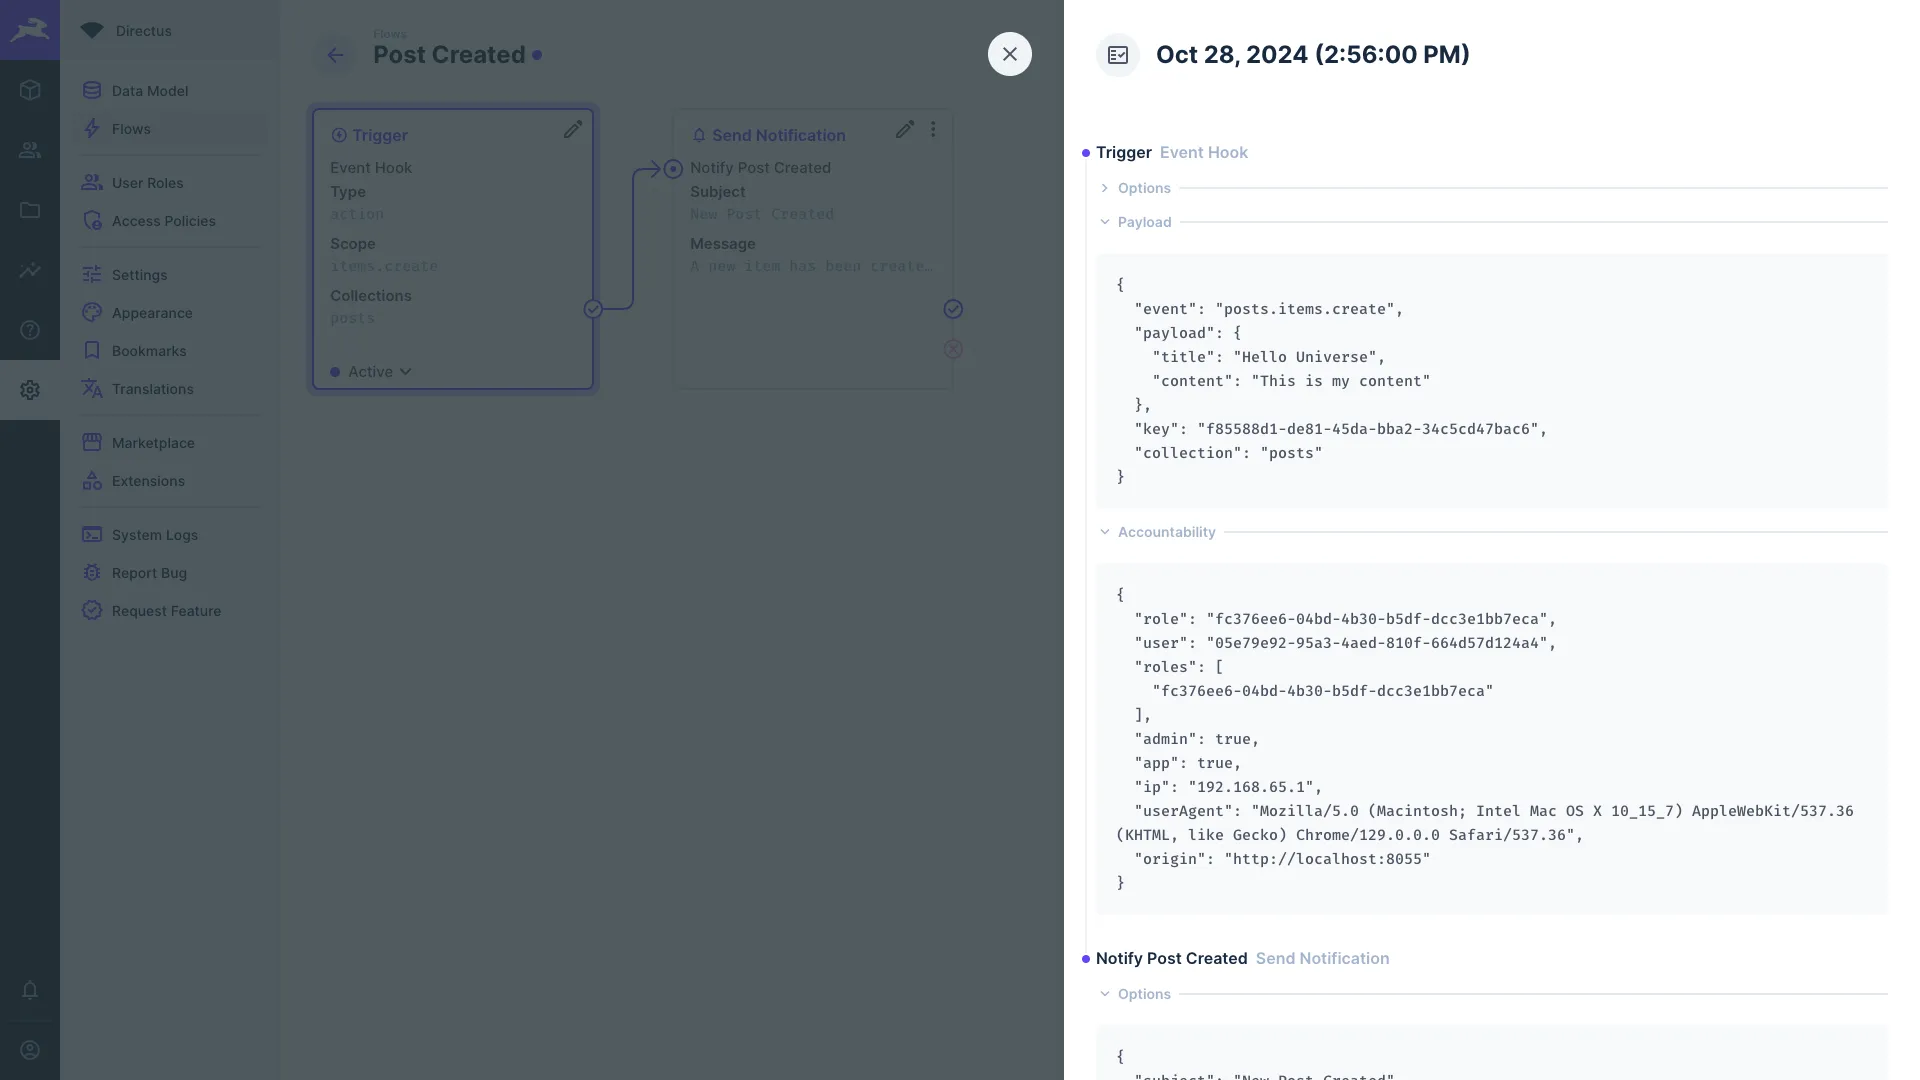 Directus
Data Model
Flows
User Roles
Access Policies
Settings
Appearance
Bookmarks
Translations
Marketplace
Extensions
System Logs
Report Bug
Request Feature
Flows
Post Created
Trigger
Event Hook
Type
action
Scope
items.create
Collections
posts
Active
Send Notification
Notify Post Created
Subject
New Post Created
Message
A new item has been create…
Oct 28, 2024 (2:56:00 PM)
Trigger Event Hook
Options
Payload
{
"event": "posts.items.create",
"payload": {
"title": "Hello Universe",
"content": "This is my content"
},
"key": "f85588d1-de81-45da-bba2-34c5cd47bac6",
"collection": "posts"
}
Accountability
{
"role": "fc376ee6-04bd-4b30-b5df-dcc3e1bb7eca",
"user": "05e79e92-95a3-4aed-810f-664d57d124a4",
"roles": [
"fc376ee6-04bd-4b30-b5df-dcc3e1bb7eca"
],
"admin": true,
"app": true,
"ip": "192.168.65.1",
"userAgent": "Mozilla/5.0 (Macintosh; Intel Mac OS X 10_15_7) AppleWebKit/537.36
(KHTML, like Gecko) Chrome/129.0.0.0 Safari/537.36",
"origin": "http://localhost:8055"
}
Notify Post Created Send Notification
Options
{
"subject": "New Post Created"